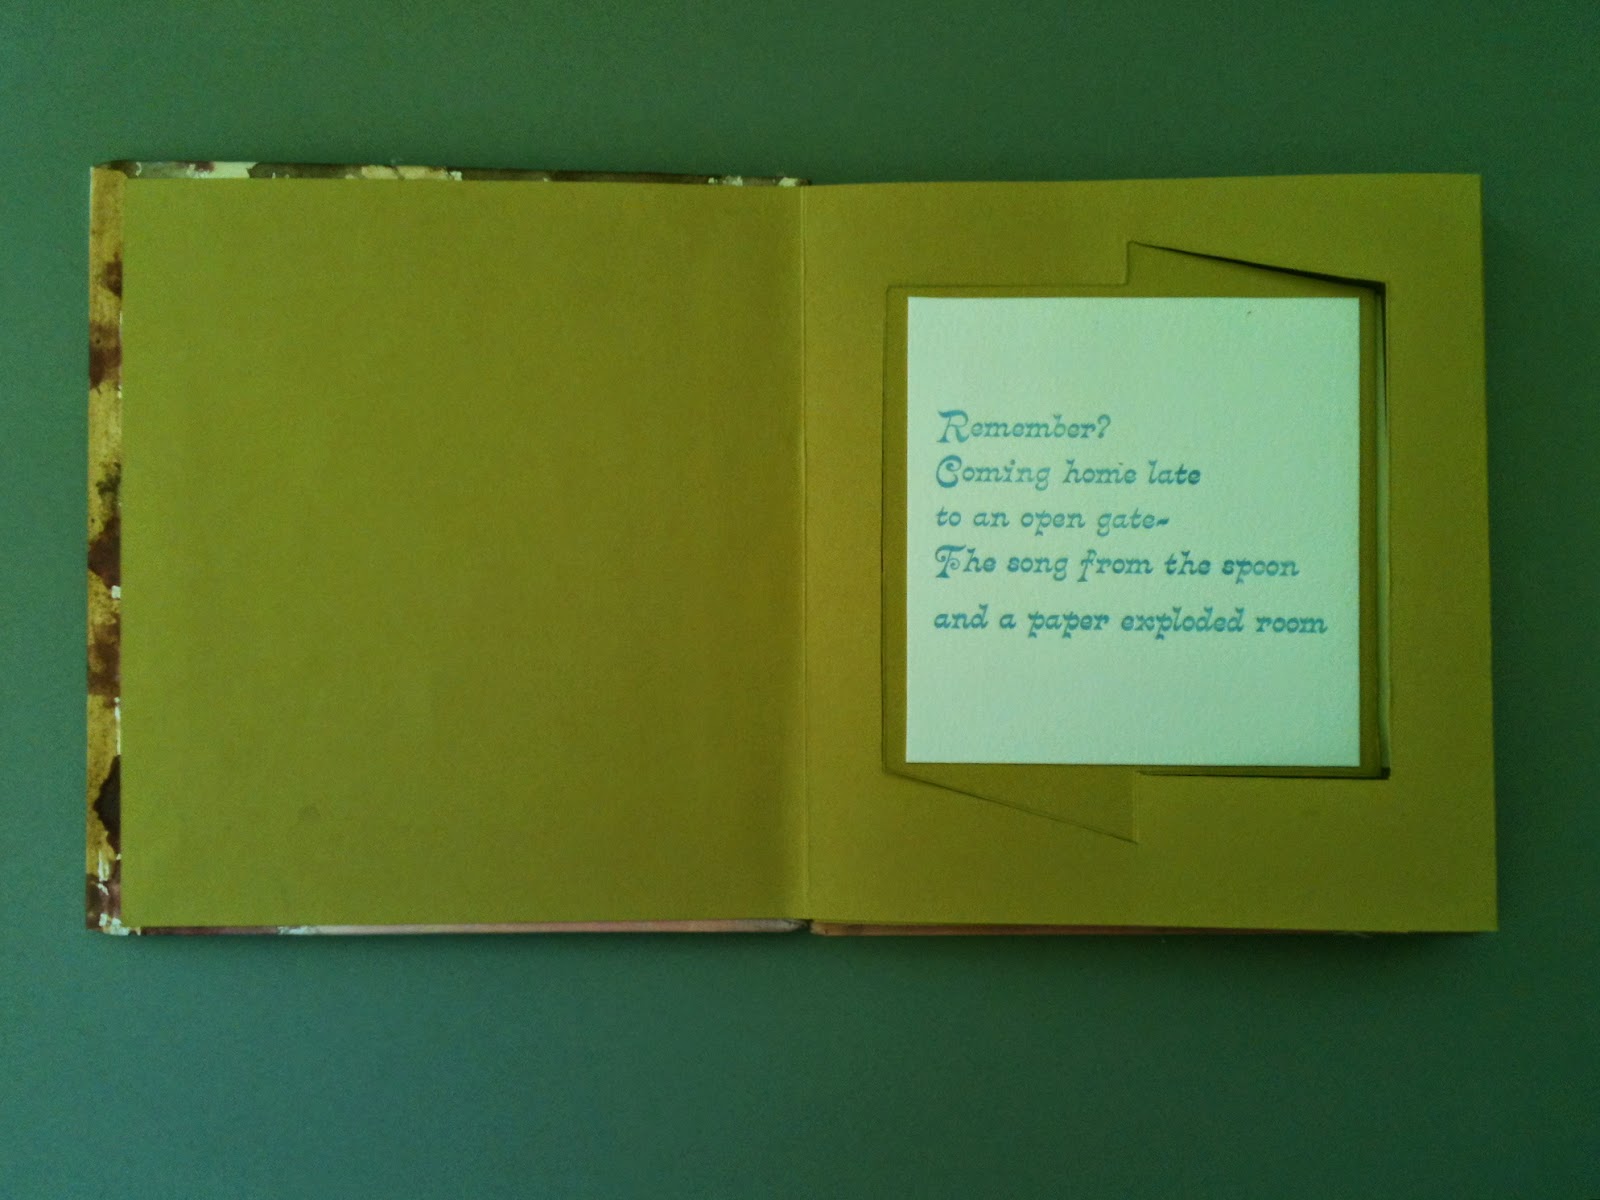 Remember?
Coming home late
to an open gate-
The song from the spoon
and a paper exploded room